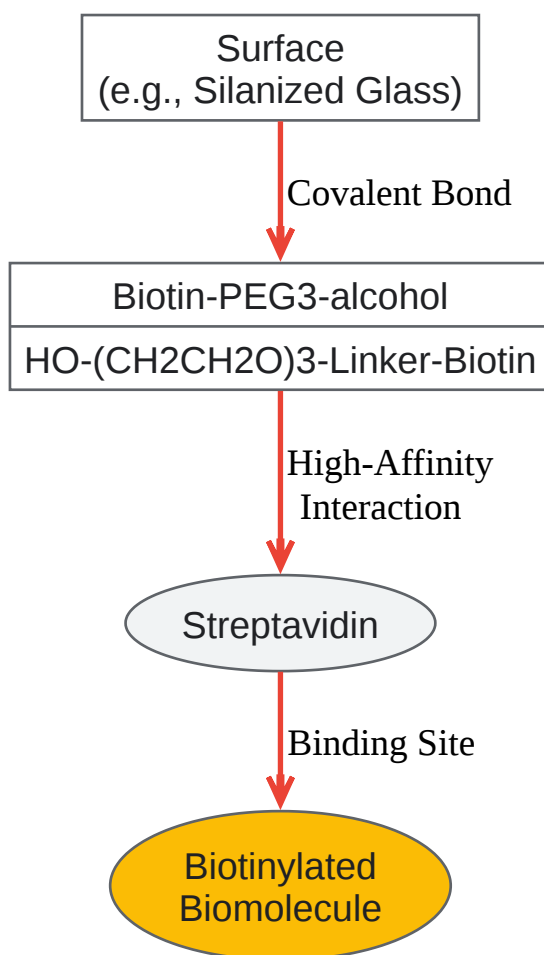 Surface
(e.g., Silanized Glass)
Covalent Bond
Biotin-PEG3-alcohol
HO-(CH2CH2O)3-Linker-Biotin
High-Affinity
Interaction
Streptavidin
Binding Site
Biotinylated
Biomolecule